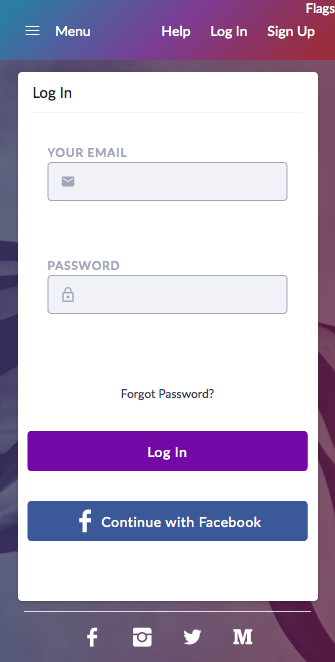 Flags
Menu Help Log In Sign Up
Log In
YOUR EMAIL
PASSWORD
Forgot Password?
Log In
Continue with Facebook